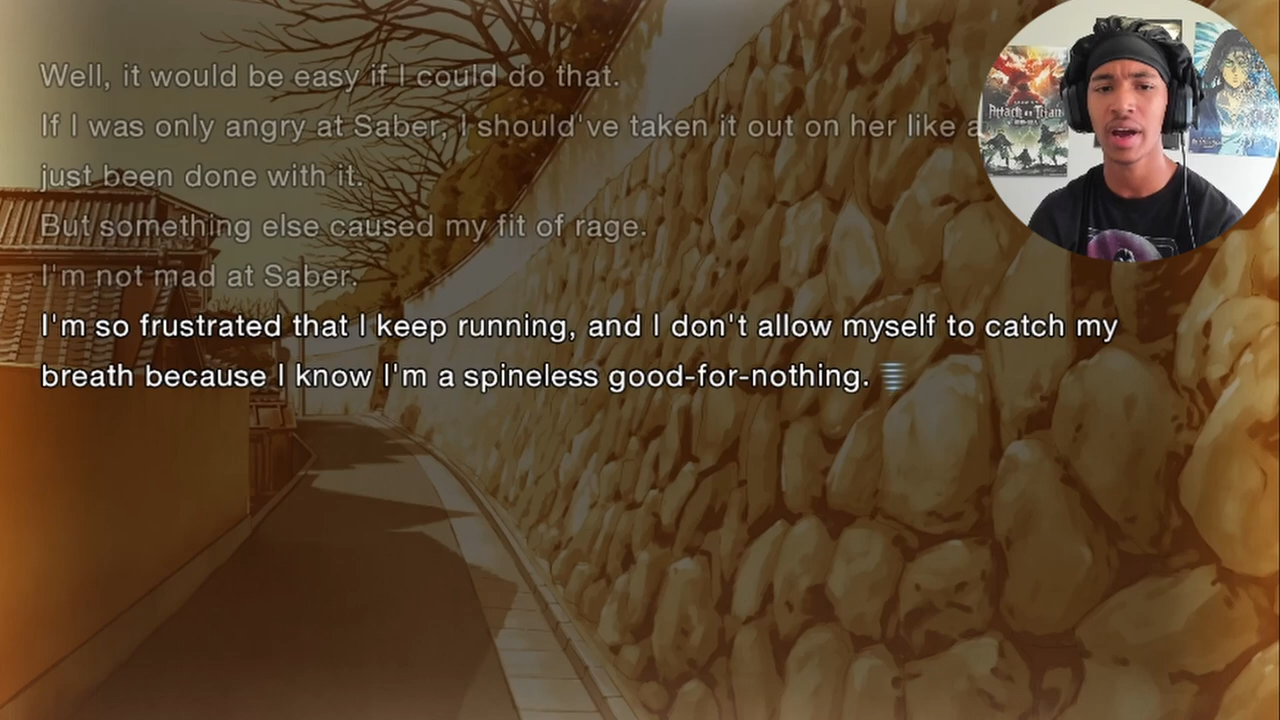 Well, it would be easy if I could do that.
If I was only angry at Saber, I should've taken it out on her like a
just been done with it.
But something else caused my fit of rage.
I'm not mad at Saber.
I'm so frustrated that I keep running, and I don't allow myself to catch my
breath because I know I'm a spineless good-for-nothing.
Attack on Titan